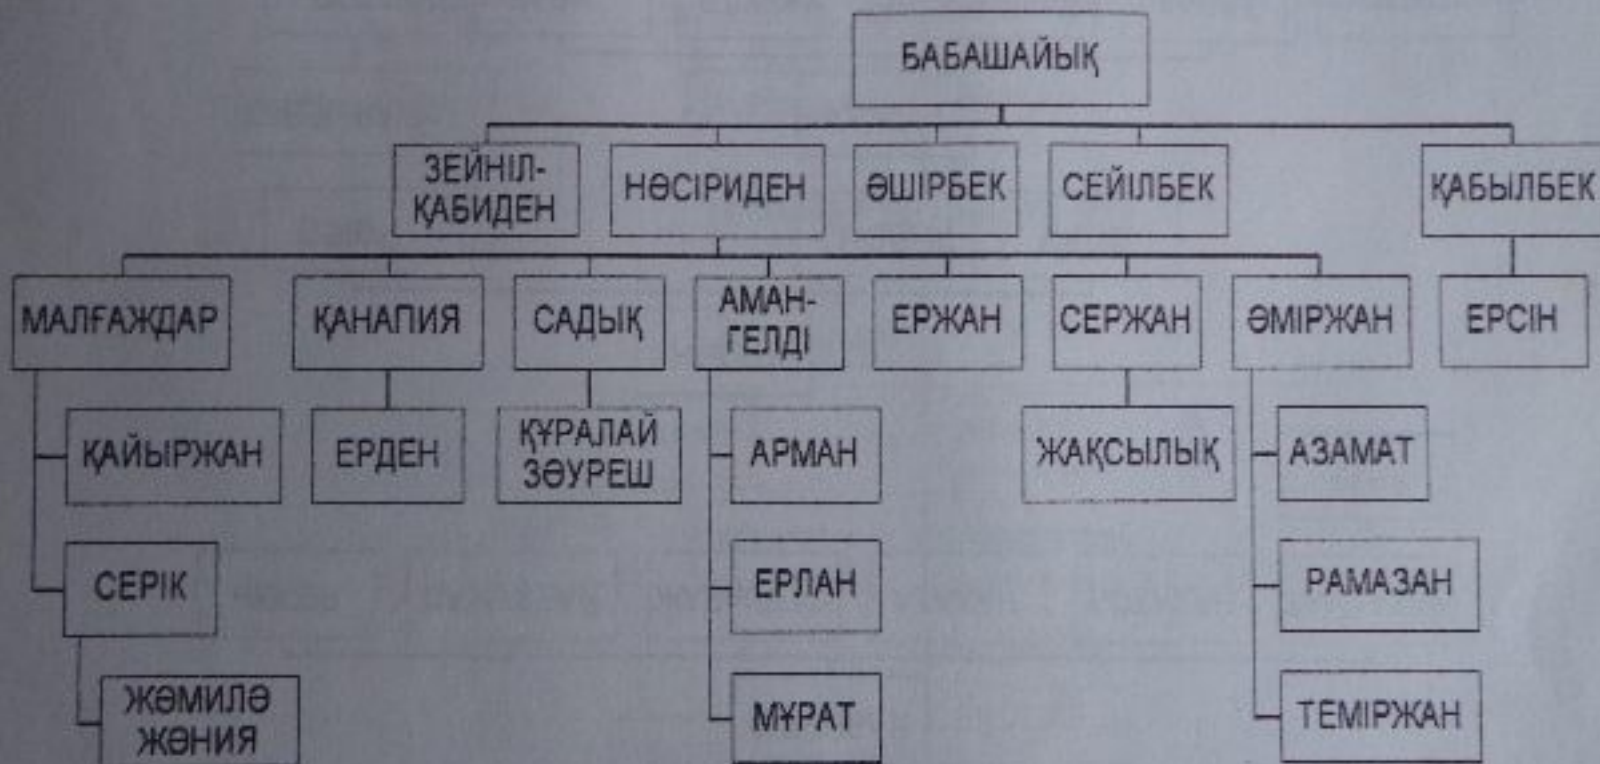 БАБАШАЙЫҚ
ЗЕЙНІЛ-
ҚАБИДЕН
НӘСІРИДЕН
ӘШІРБЕК
СЕЙІЛБЕК
ҚАБЫЛБЕК
МАЛҒАЖДАР
ҚАНАПИЯ
САДЫҚ
АМАН-
ГЕЛДІ
ЕРЖАН
СЕРЖАН
ӘМІРЖАН
ЕРСІН
ҚАЙЫРЖАН
ЕРДЕН
ҚҰРАЛАЙ
ЗӘУРЕШ
АРМАН
ЖАҚСЫЛЫҚ
АЗАМАТ
СЕРІК
ЕРЛАН
РАМАЗАН
ЖӘМИЛӘ
ЖӘНИЯ
МҰРАТ
ТЕМІРЖАН